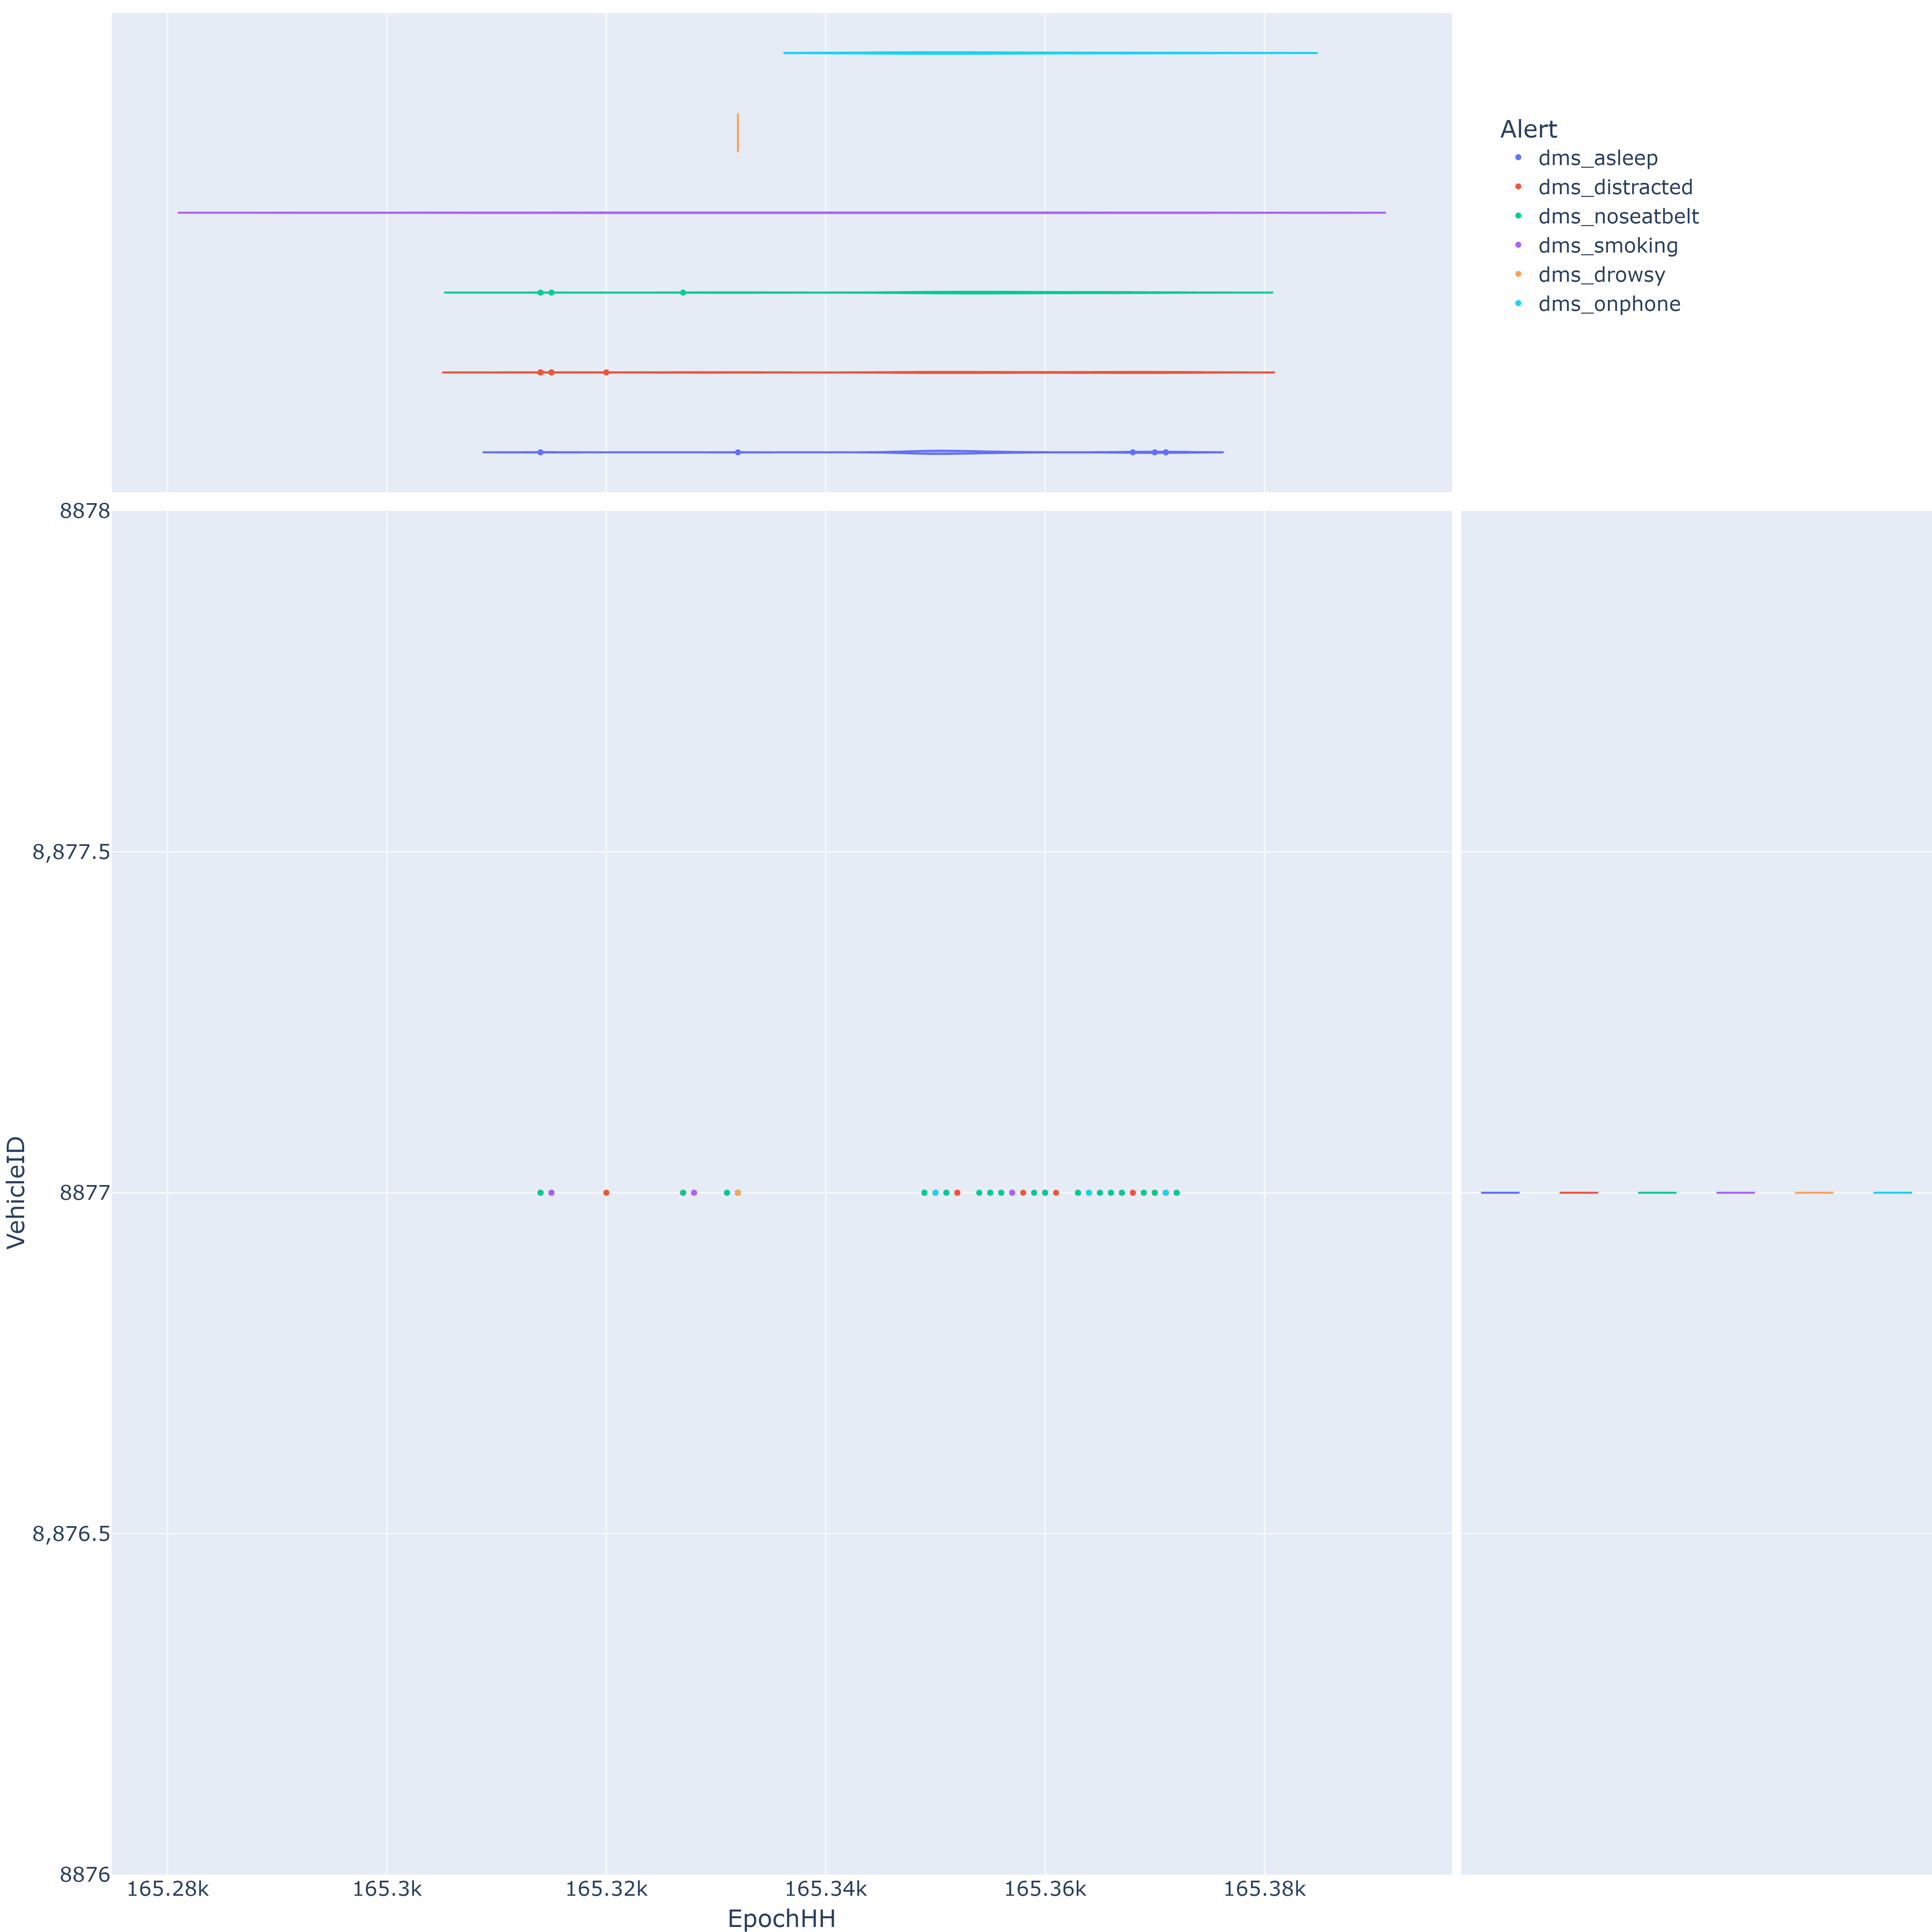 Alert
dms_asleep
dms_distracted
dms_noseatbelt
dms_smoking
dms_drowsy
dms_onphone
8878
8,877.5
8877
8,876.5
8876
VehicleID
165.28k
165.3k
165.32k
165.34k
165.36k
165.38k
EpochHH